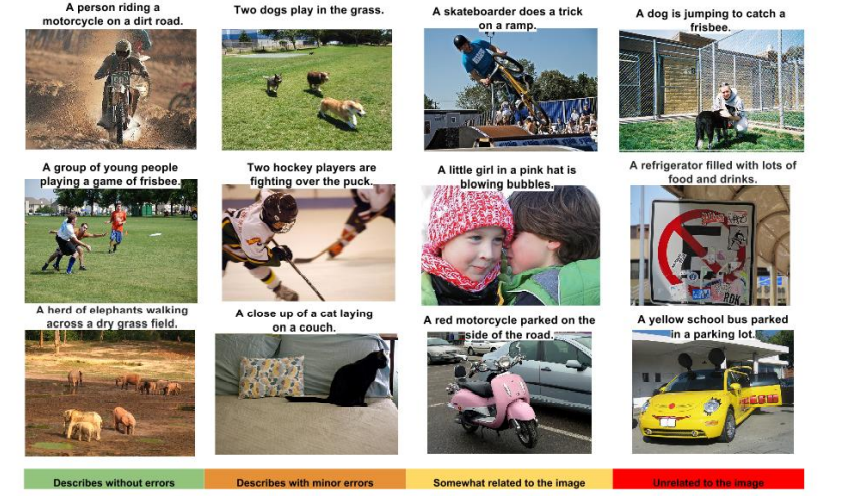 A person riding a
motorcycle on a dirt road.
Two dogs play in the grass.
A skateboarder does a trick
on a ramp.
A dog is jumping to catch a
frisbee.
A group of young people
playing a game of frisbee.
Two hockey players are
fighting over the puck.
A little girl in a pink hat is
blowing bubbles.
A refrigerator filled with lots of
food and drinks.
A herd of elephants walking
across a dry grass field.
A close up of a cat laying
on a couch.
A red motorcycle parked on the
side of the road.
A yellow school bus parked
in a parking lot.
Describes without errors
Describes with minor errors
Somewhat related to the image
Unrelated to the image